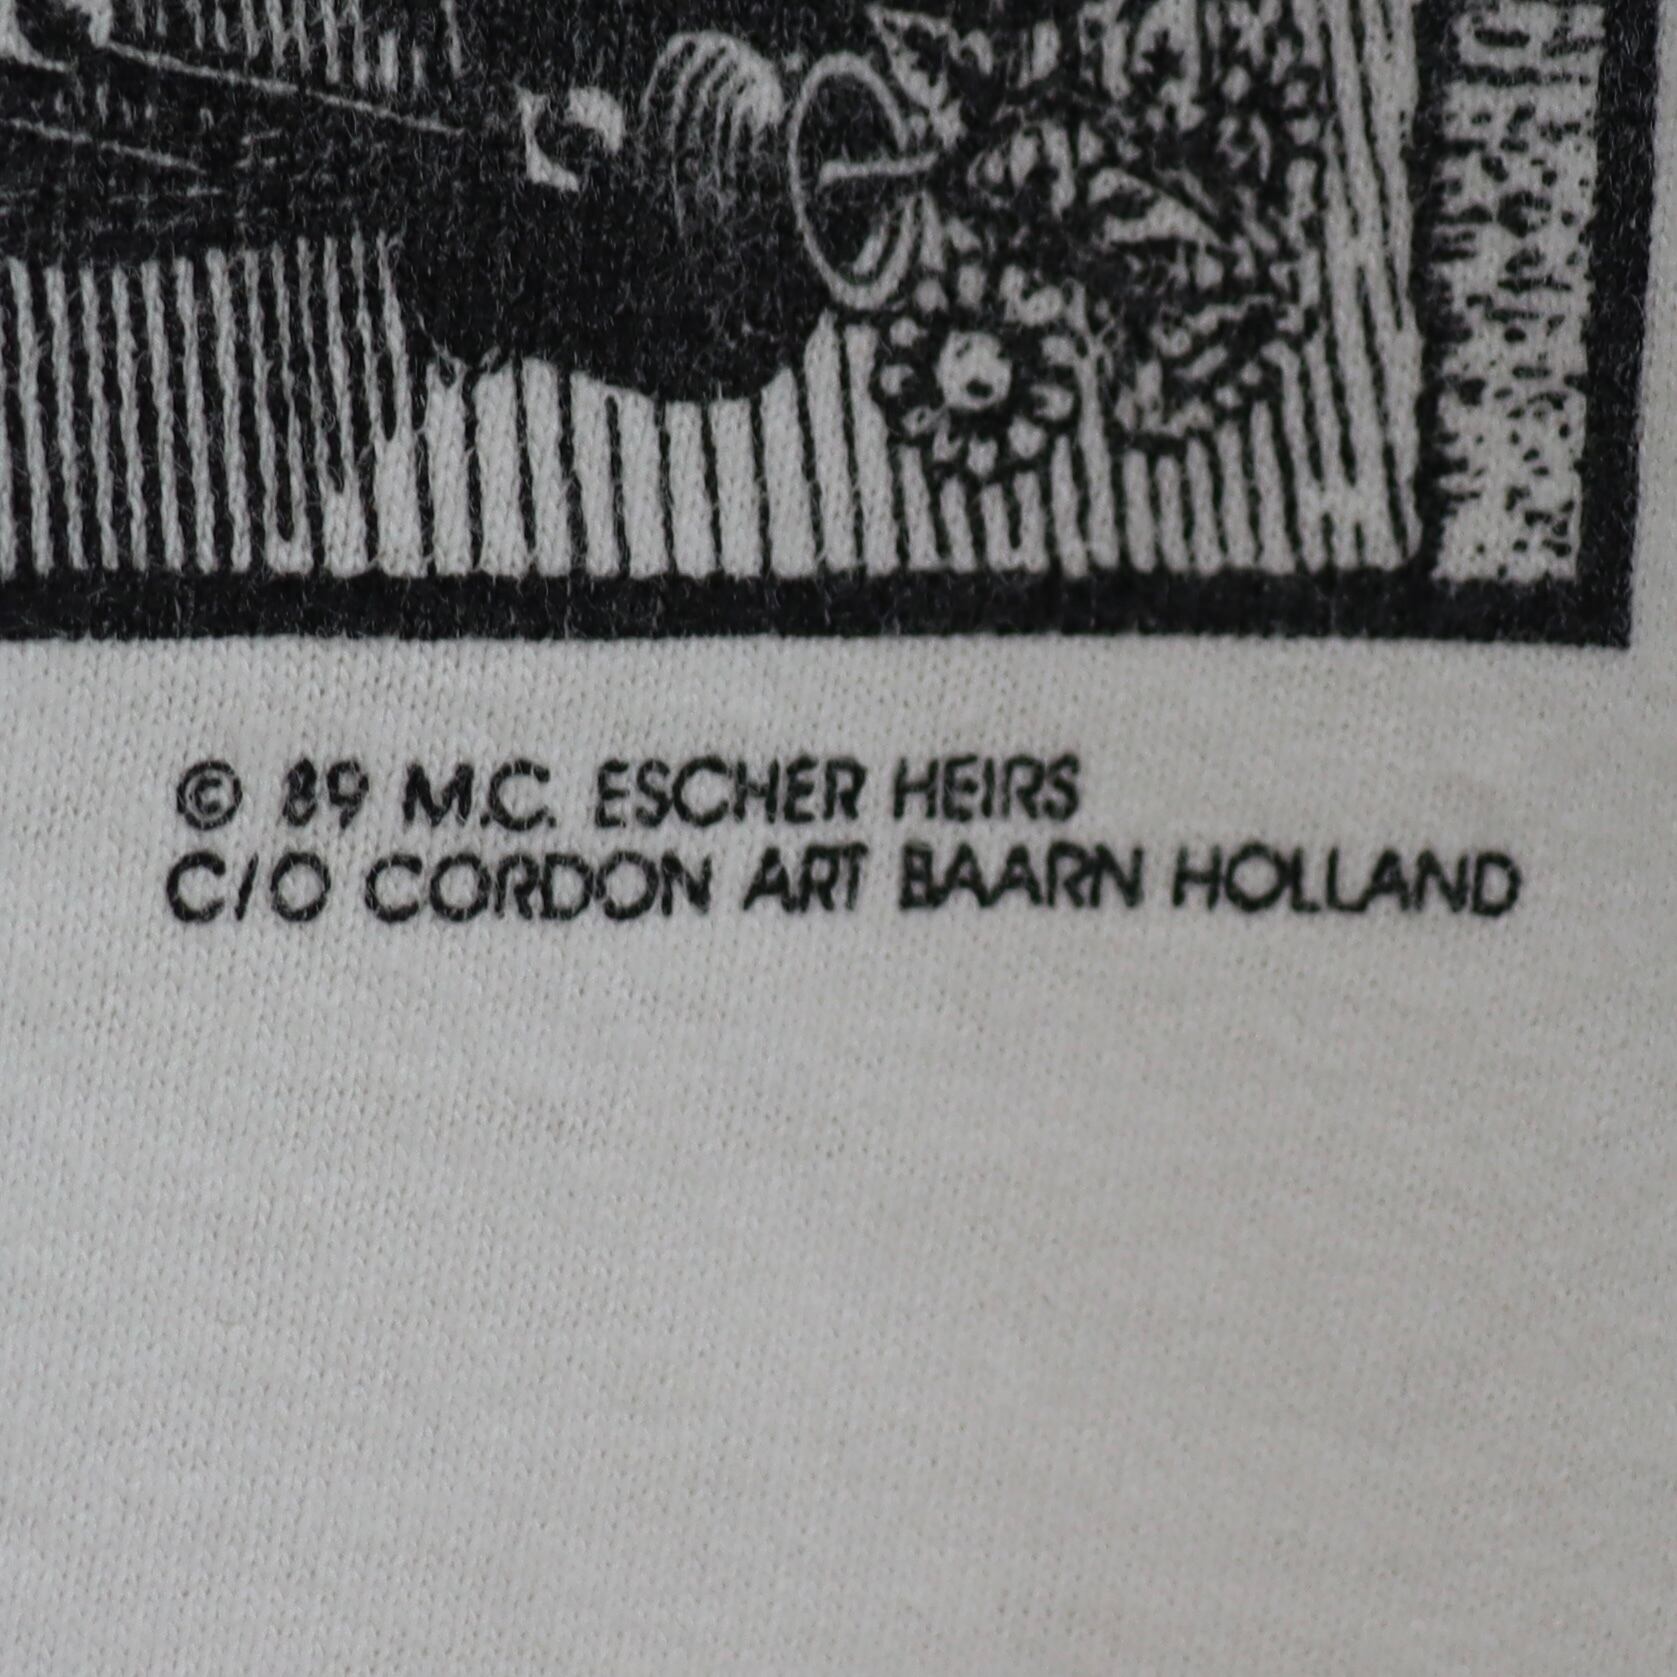 © 89 M.C. ESCHER HEIRS
C/O CORDON ART BAARN HOLLAND